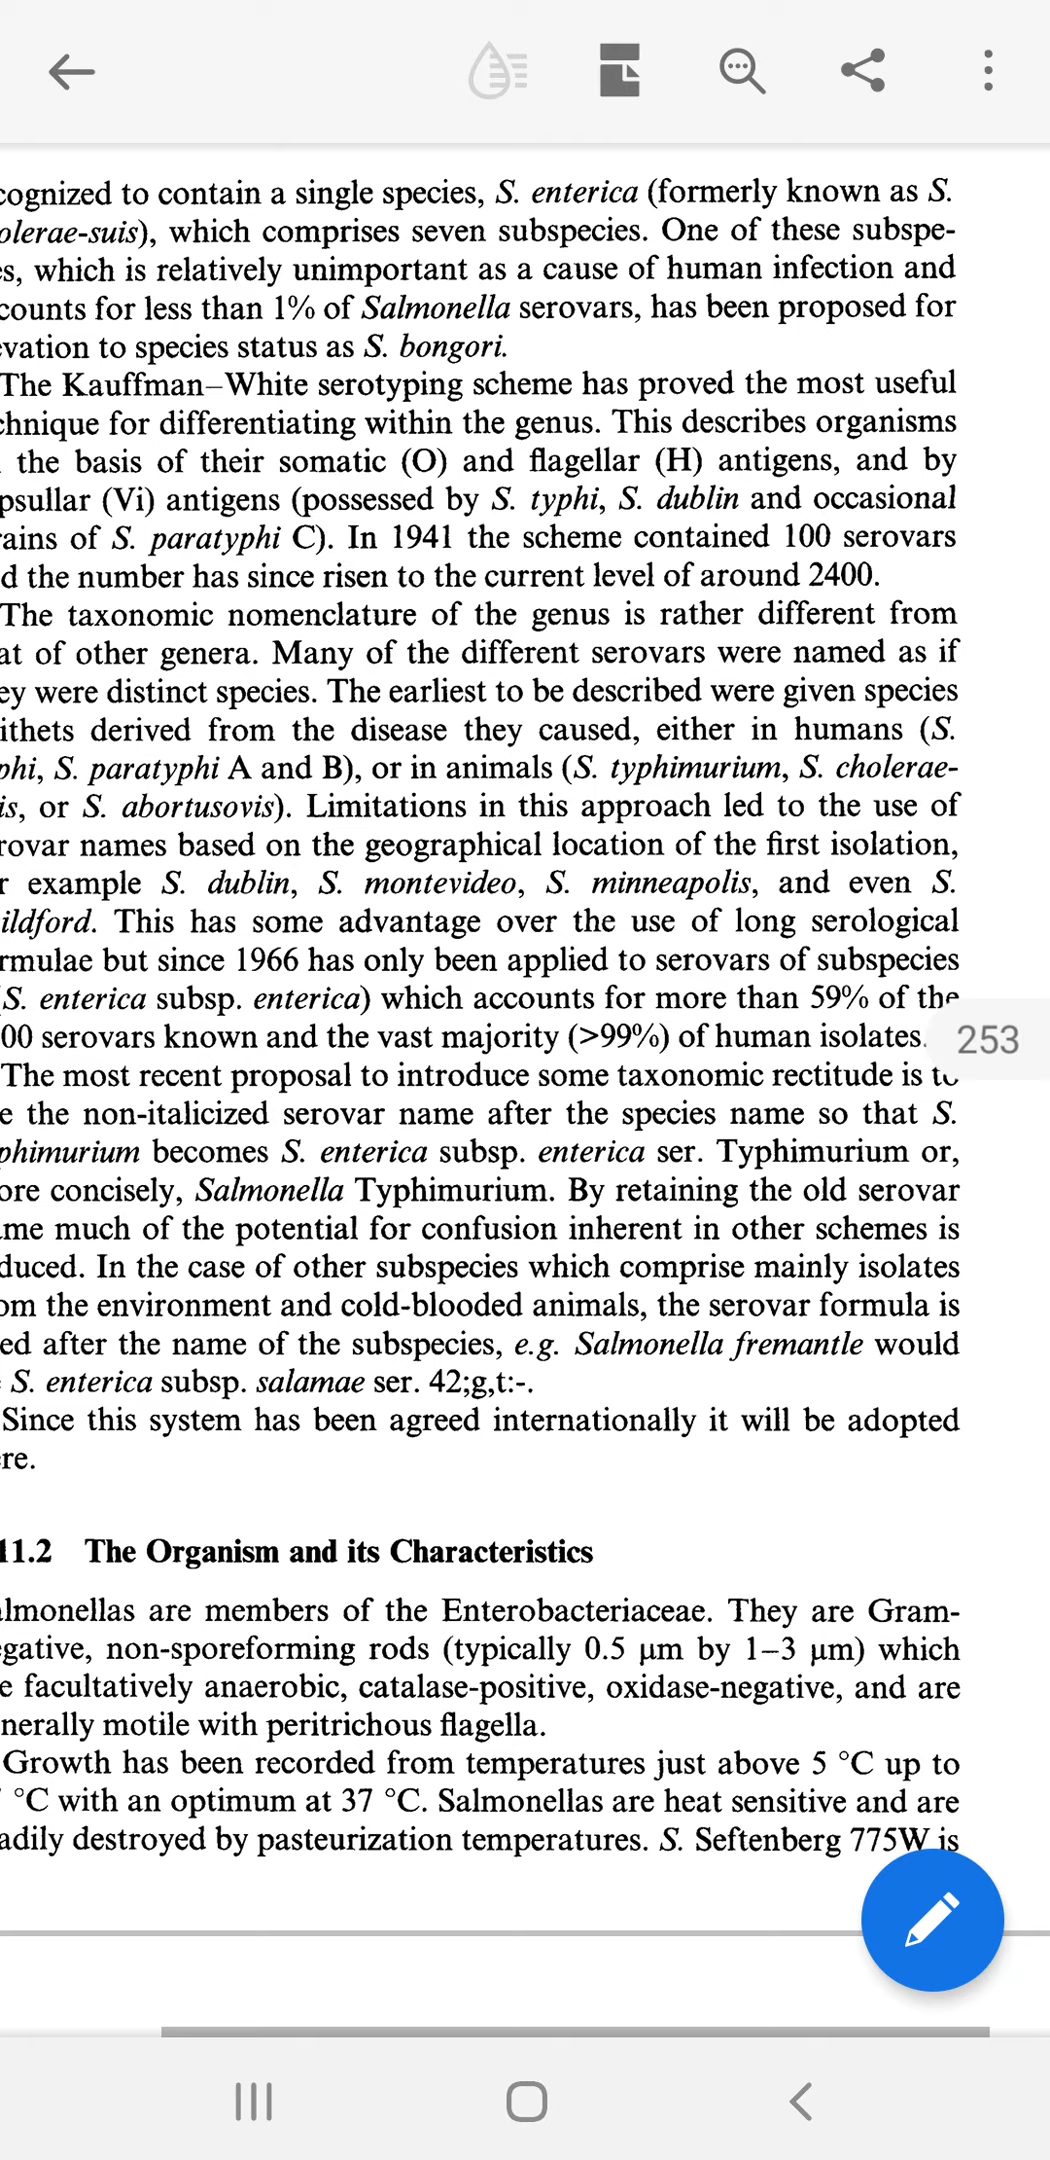 cognized to contain a single species, S. enterica (formerly known as S.
olerae-suis), which comprises seven subspecies. One of these subspe-
s, which is relatively unimportant as a cause of human infection and
counts for less than 1% of Salmonella serovars, has been proposed for
evation to species status as S. bongori.
The Kauffman–White serotyping scheme has proved the most useful
chnique for differentiating within the genus. This describes organisms
the basis of their somatic (O) and flagellar (H) antigens, and by
psullar (Vi) antigens (possessed by S. typhi, S. dublin and occasional
rains of S. paratyphi C). In 1941 the scheme contained 100 serovars
d the number has since risen to the current level of around 2400.
The taxonomic nomenclature of the genus is rather different from
at of other genera. Many of the different serovars were named as if
ey were distinct species. The earliest to be described were given species
ithets derived from the disease they caused, either in humans (S.
phi, S. paratyphi A and B), or in animals (S. typhimurium, S. cholerae-
is, or S. abortusovis). Limitations in this approach led to the use of
rovar names based on the geographical location of the first isolation,
r example S. dublin, S. montevideo, S. minneapolis, and even S.
ildford. This has some advantage over the use of long serological
rmulae but since 1966 has only been applied to serovars of subspecies
S. enterica subsp. enterica) which accounts for more than 59% of the
00 serovars known and the vast majority (>99%) of human isolates.
253
The most recent proposal to introduce some taxonomic rectitude is to
e the non-italicized serovar name after the species name so that S.
phimurium becomes S. enterica subsp. enterica ser. Typhimurium or,
ore concisely, Salmonella Typhimurium. By retaining the old serovar
me much of the potential for confusion inherent in other schemes is
duced. In the case of other subspecies which comprise mainly isolates
om the environment and cold-blooded animals, the serovar formula is
ed after the name of the subspecies, e.g. Salmonella fremantle would
S. enterica subsp. salamae ser. 42;g,t:-.
Since this system has been agreed internationally it will be adopted
re.
11.2 The Organism and its Characteristics
lmonellas are members of the Enterobacteriaceae. They are Gram-
gative, non-sporeforming rods (typically 0.5 μm by 1–3 μm) which
e facultatively anaerobic, catalase-positive, oxidase-negative, and are
nerally motile with peritrichous flagella.
Growth has been recorded from temperatures just above 5 °C up to
°C with an optimum at 37 °C. Salmonellas are heat sensitive and are
adily destroyed by pasteurization temperatures. S. Seftenberg 775W is